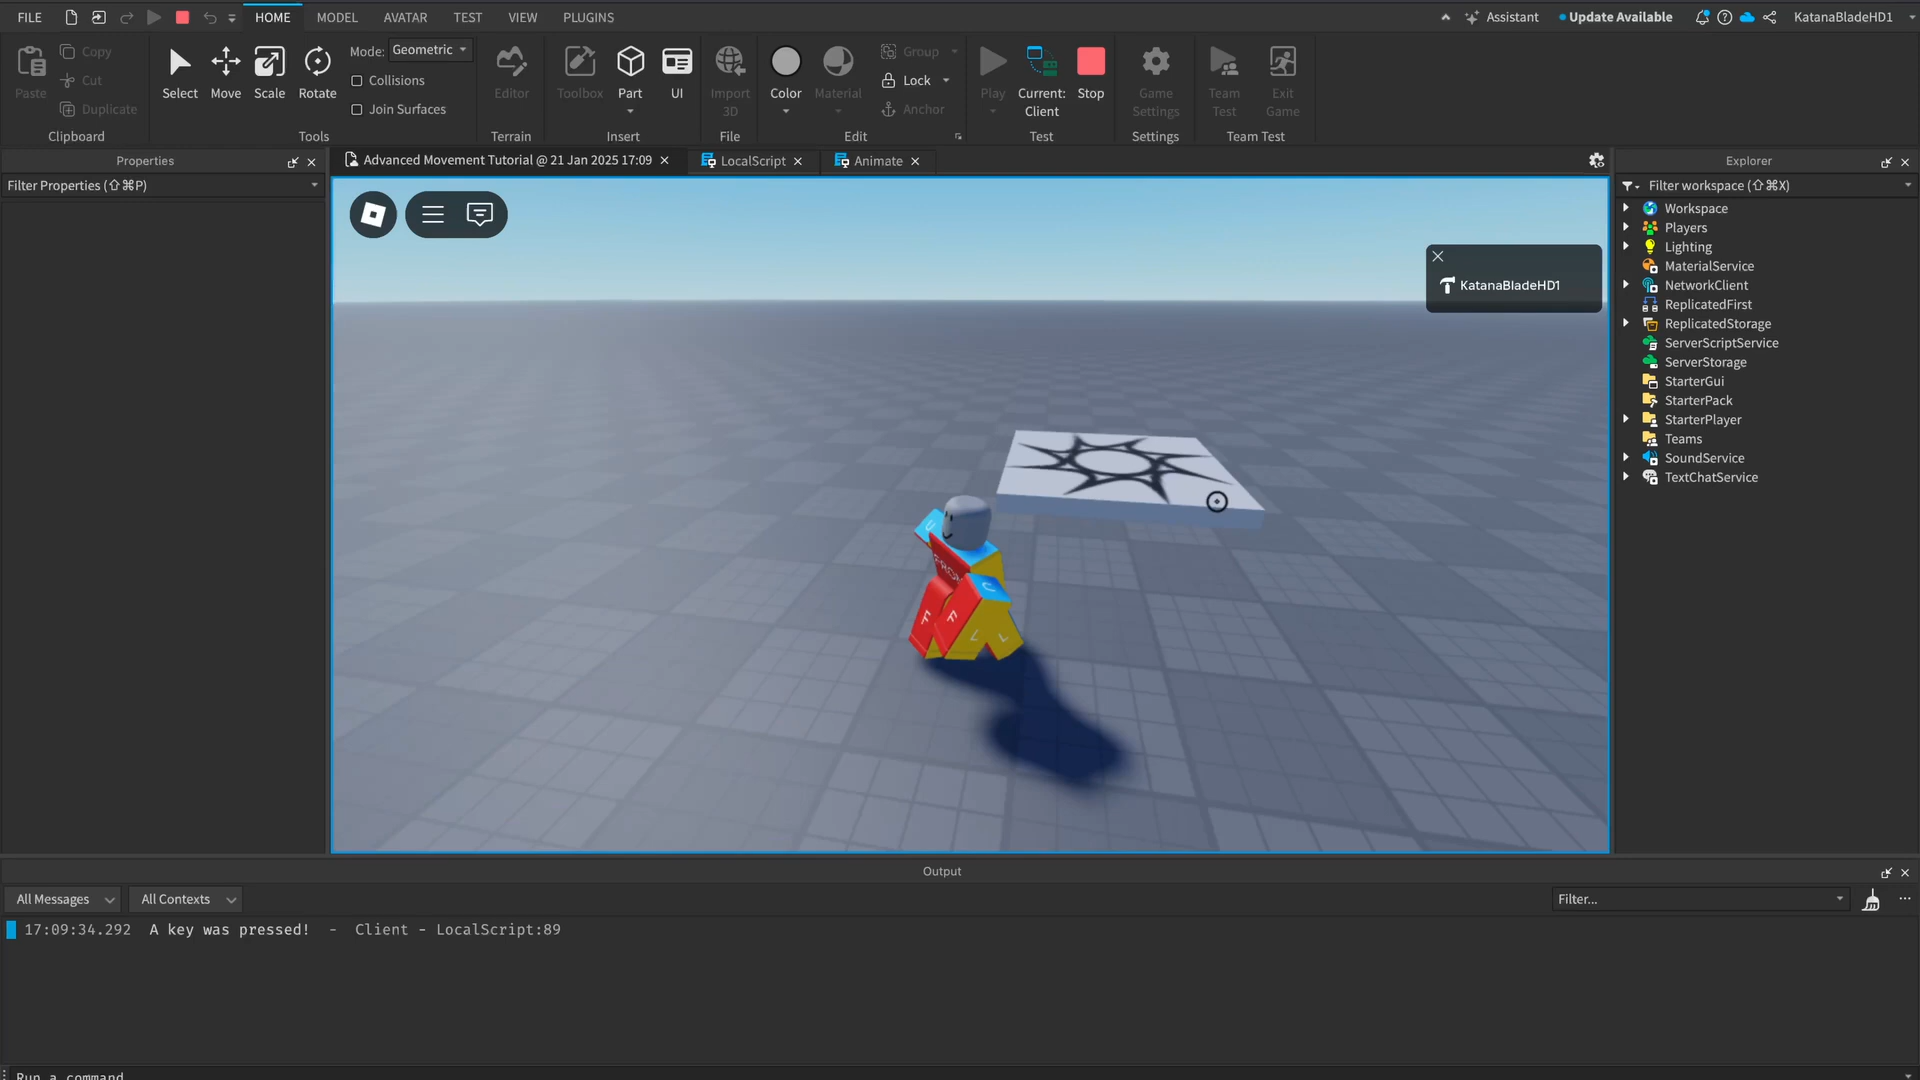 FILE HOME MODEL AVATAR TEST VIEW PLUGINS Assistant Update Available KatanaBladeHD1
Paste Copy Cut Duplicate Clipboard
Select Move Scale Rotate Mode: Geometric Collisions Join Surfaces Tools
Editor Terrain
Toolbox Part UI Insert
Import 3D File
Color Material Group Lock Anchor Edit
Play Current: Client Stop Test
Game Settings Settings
Team Test Exit Game Team Test
Properties
Filter Properties (⇧⌘P)
Advanced Movement Tutorial @ 21 Jan 2025 17:09 LocalScript Animate
KatanaBladeHD1
U
FRON
U
F F L L
Explorer
Filter workspace (⇧⌘X)
Workspace
Players
Lighting
MaterialService
NetworkClient
ReplicatedFirst
ReplicatedStorage
ServerScriptService
ServerStorage
StarterGui
StarterPack
StarterPlayer
Teams
SoundService
TextChatService
Output
All Messages All Contexts Filter...
17:09:34.292 A key was pressed! - Client - LocalScript:89
Run a command